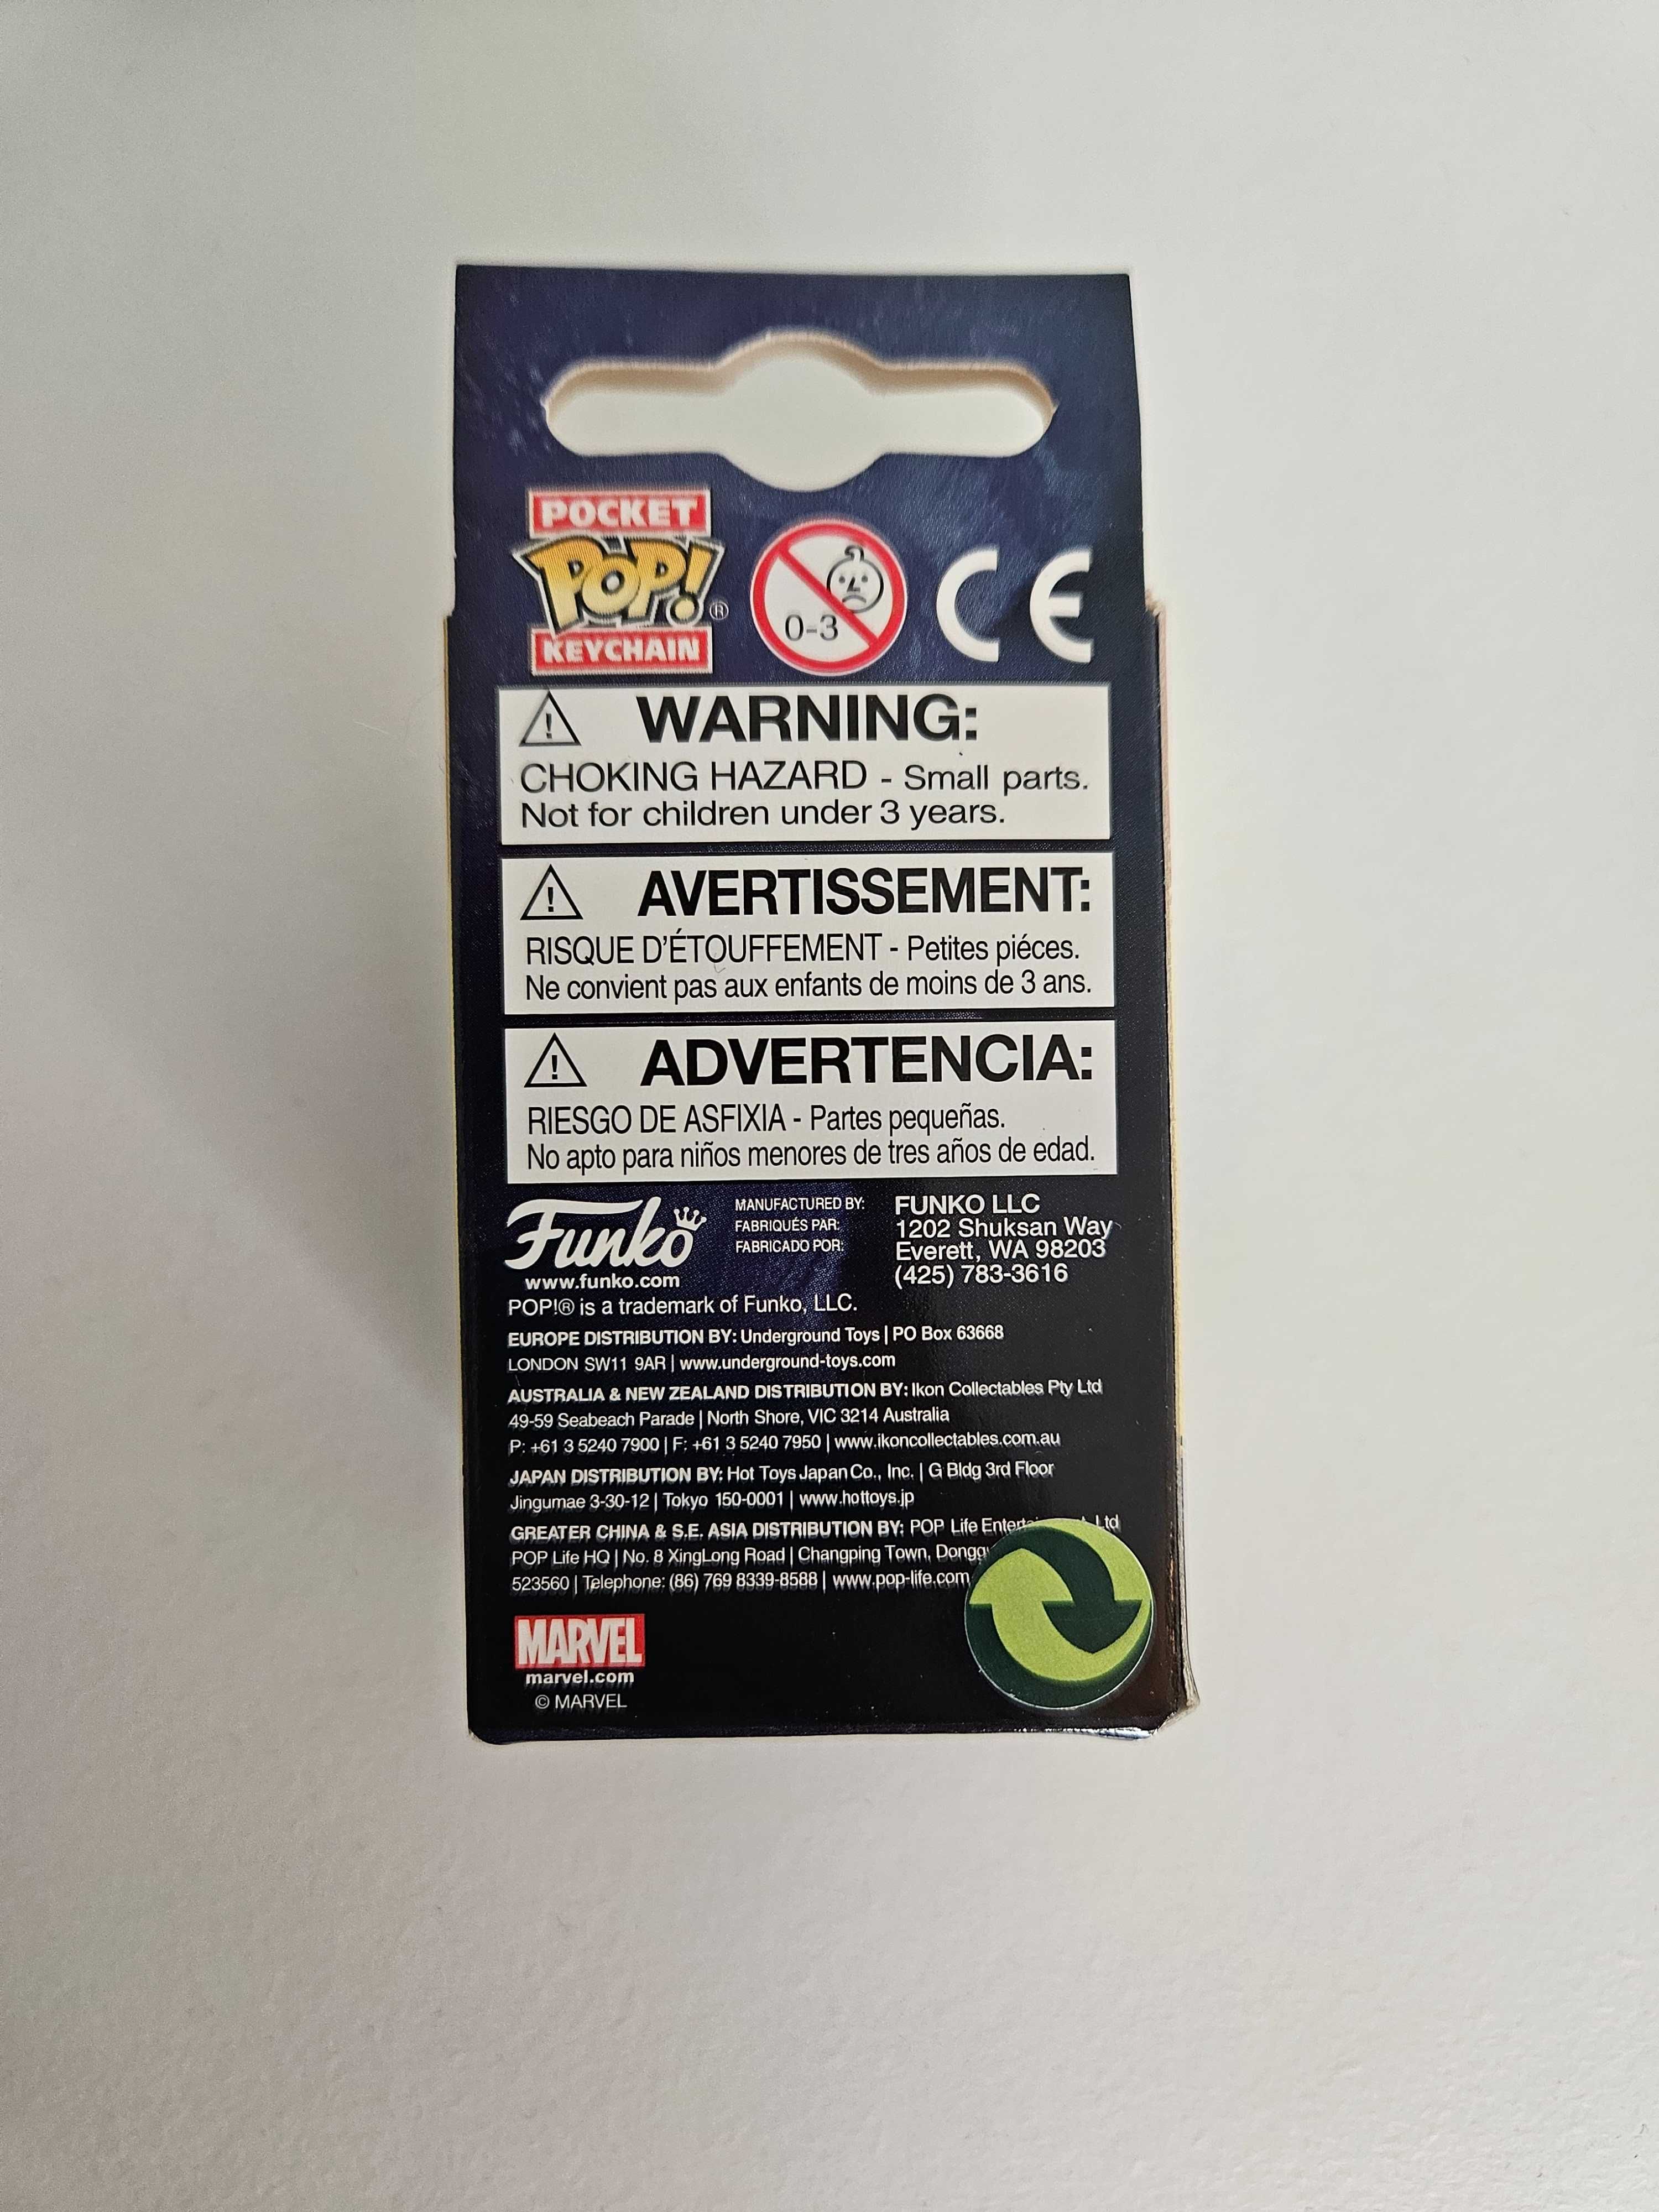 POCKET
POP!®
KEYCHAIN
0-3
CE
WARNING:
CHOKING HAZARD - Small parts.
Not for children under 3 years.
AVERTISSEMENT:
RISQUE D'ÉTOUFFEMENT - Petites piéces.
Ne convient pas aux enfants de moins de 3 ans.
ADVERTENCIA:
RIESGO DE ASFIXIA - Partes pequeñas.
No apto para niños menores de tres años de edad.
Funko
www.funko.com
MANUFACTURED BY:
FABRIQUÉS PAR:
FABRICADO POR:
FUNKO LLC
1202 Shuksan Way
Everett, WA 98203
(425) 783-3616
POP!® is a trademark of Funko, LLC.
EUROPE DISTRIBUTION BY: Underground Toys | PO Box 63668
LONDON SW11 9AR | www.underground-toys.com
AUSTRALIA & NEW ZEALAND DISTRIBUTION BY: Ikon Collectables Pty Ltd
49-59 Seabeach Parade | North Shore, VIC 3214 Australia
P: +61 3 5240 7900 | F: +61 3 5240 7950 | www.ikoncollectables.com.au
JAPAN DISTRIBUTION BY: Hot Toys Japan Co., Inc. | G Bldg 3rd Floor
Jingumae 3-30-12 | Tokyo 150-0001 | www.hottoys.jp
GREATER CHINA & S.E. ASIA DISTRIBUTION BY: POP Life Ltd
POP Life HQ | No. 8 XingLong Road | Changping Town,
523560 | Telephone: (86) 769 8339-8588 | www.pop-life.com
MARVEL
marvel.com
© MARVEL